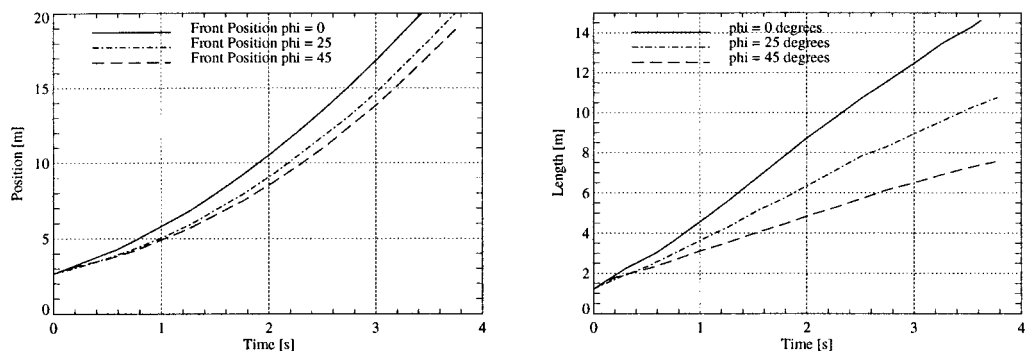 20
15
10
5
0
Position [m]
Front Position phi = 0
Front Position phi = 25
Front Position phi = 45
0 1 2 3 4
Time [s]
14
12
10
8
6
4
2
0
Length [m]
phi = 0 degrees
phi = 25 degrees
phi = 45 degrees
0 1 2 3 4
Time [s]